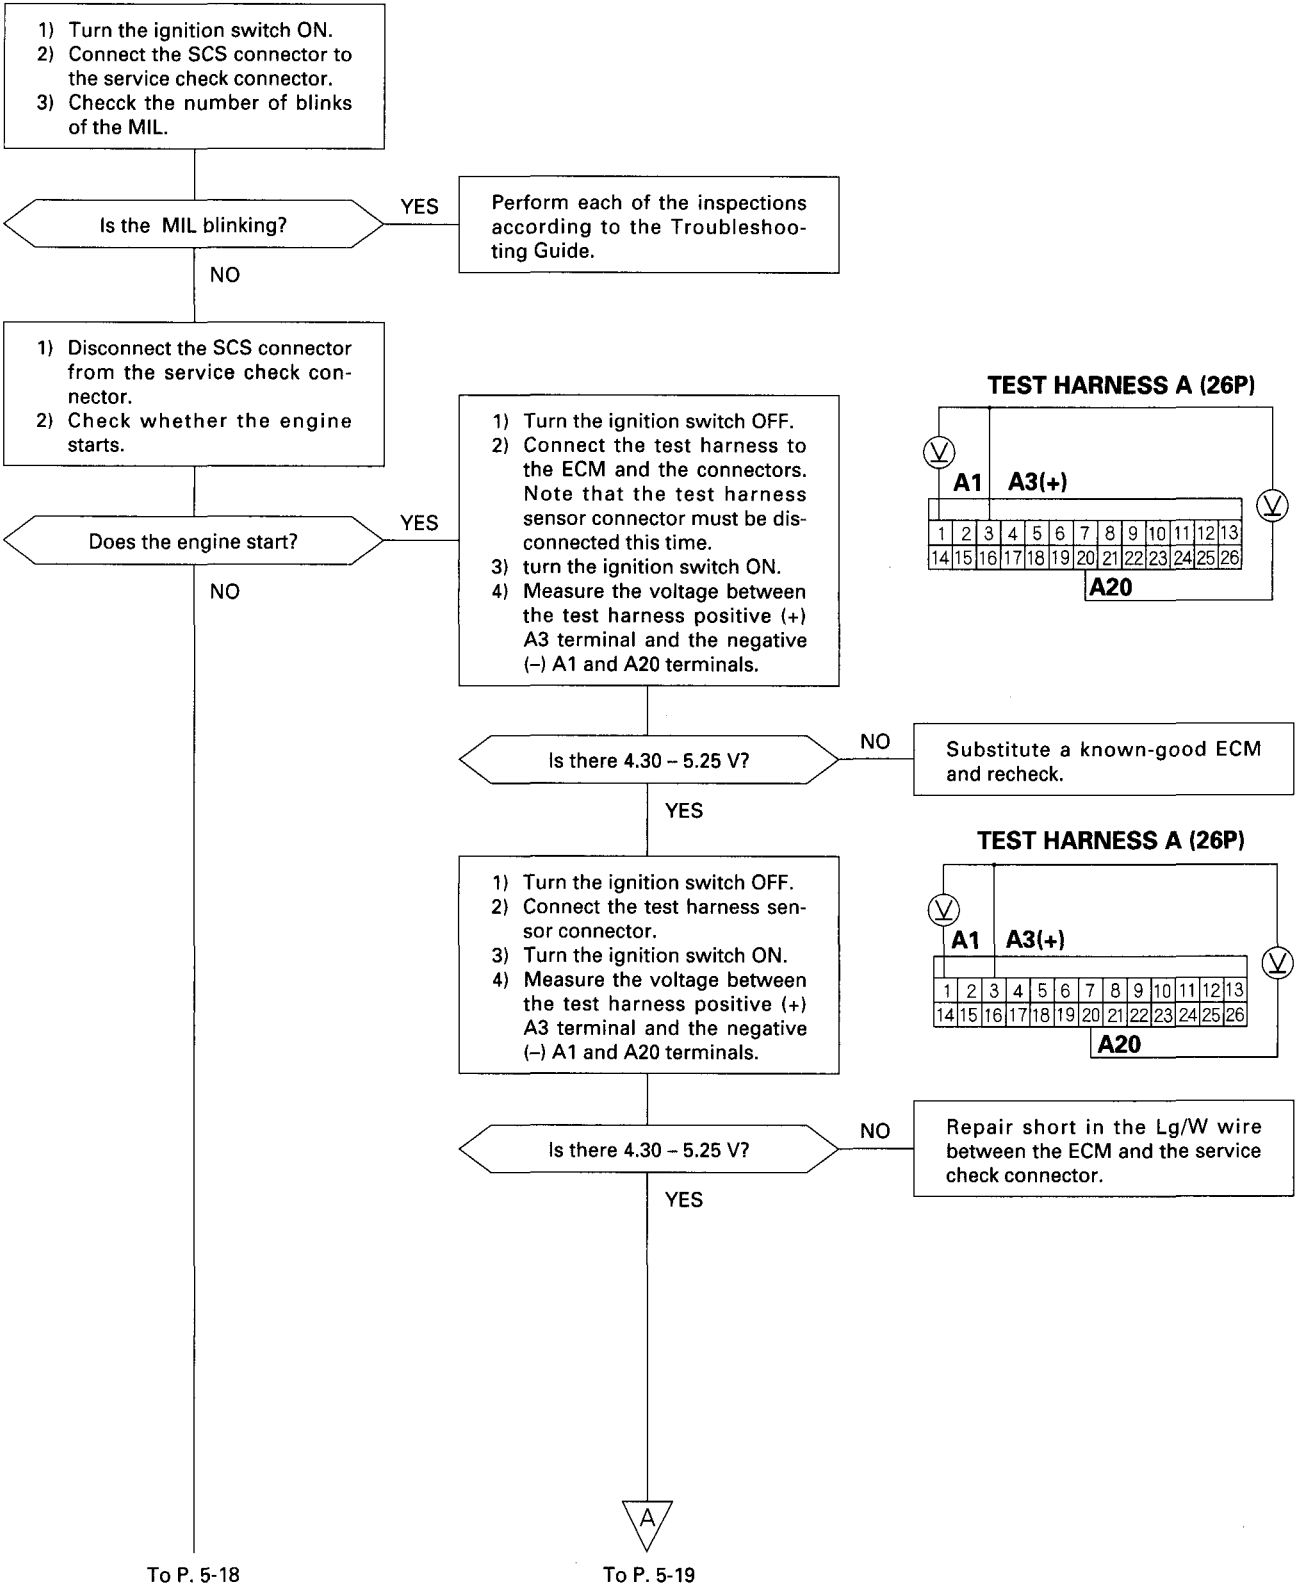 1) Turn the ignition switch ON.
2) Connect the SCS connector to
the service check connector.
3) Checck the number of blinks
of the MIL.
Is the MIL blinking?
YES
Perform each of the inspections
according to the Troubleshoo-
ting Guide.
NO
1) Disconnect the SCS connector
from the service check con-
nector.
2) Check whether the engine
starts.
Does the engine start?
YES
NO
1) Turn the ignition switch OFF.
2) Connect the test harness to
the ECM and the connectors.
Note that the test harness
sensor connector must be dis-
connected this time.
3) turn the ignition switch ON.
4) Measure the voltage between
the test harness positive (+)
A3 terminal and the negative
(–) A1 and A20 terminals.
TEST HARNESS A (26P)
V
A1 A3(+)
V
1 2 3 4 5 6 7 8 9 10 11 12 13
14 15 16 17 18 19 20 21 22 23 24 25 26
A20
Is there 4.30 – 5.25 V?
NO
Substitute a known-good ECM
and recheck.
YES
1) Turn the ignition switch OFF.
2) Connect the test harness sen-
sor connector.
3) Turn the ignition switch ON.
4) Measure the voltage between
the test harness positive (+)
A3 terminal and the negative
(–) A1 and A20 terminals.
TEST HARNESS A (26P)
V
A1 A3(+)
V
1 2 3 4 5 6 7 8 9 10 11 12 13
14 15 16 17 18 19 20 21 22 23 24 25 26
A20
Is there 4.30 – 5.25 V?
NO
Repair short in the Lg/W wire
between the ECM and the service
check connector.
YES
A
To P. 5-18
To P. 5-19